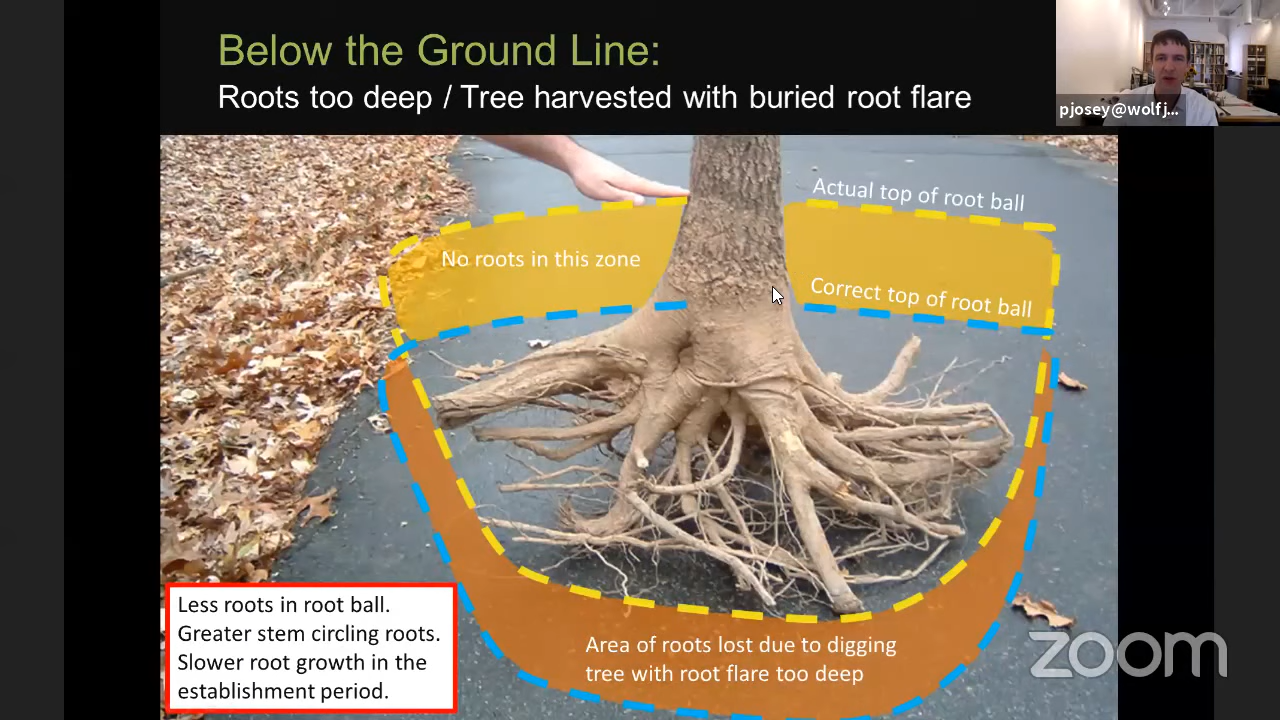 Below the Ground Line:
Roots too deep / Tree harvested with buried root flare
pjosey@wolfj...
Actual top of root ball
No roots in this zone
Correct top of root ball
Less roots in root ball.
Greater stem circling roots.
Slower root growth in the
establishment period.
Area of roots lost due to digging
tree with root flare too deep
zoom